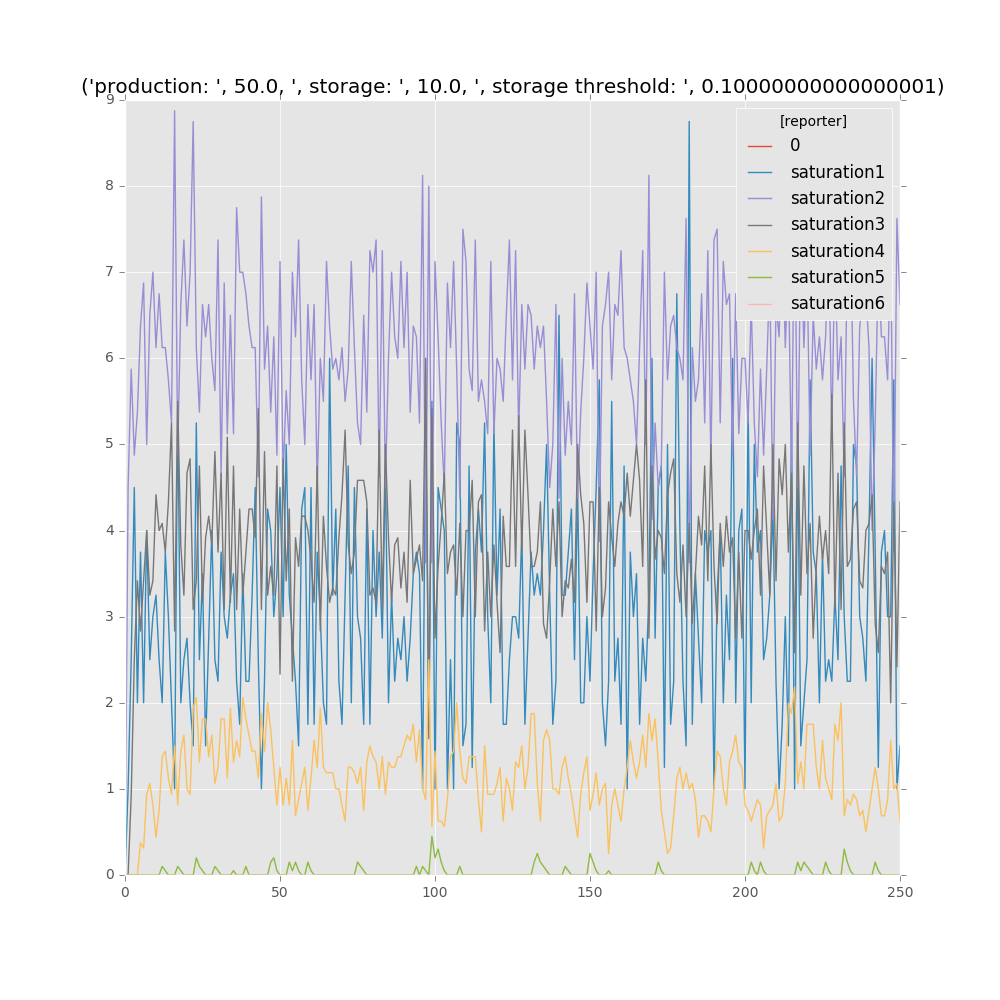 ('production: ', 50.0, ', storage: ', 10.0, ', storage threshold: ', 0.10000000000000001)
9
8
7
6
5
4
3
2
1
0
[reporter]
0
saturation1
saturation2
saturation3
saturation4
saturation5
saturation6
0
50
100
150
200
250